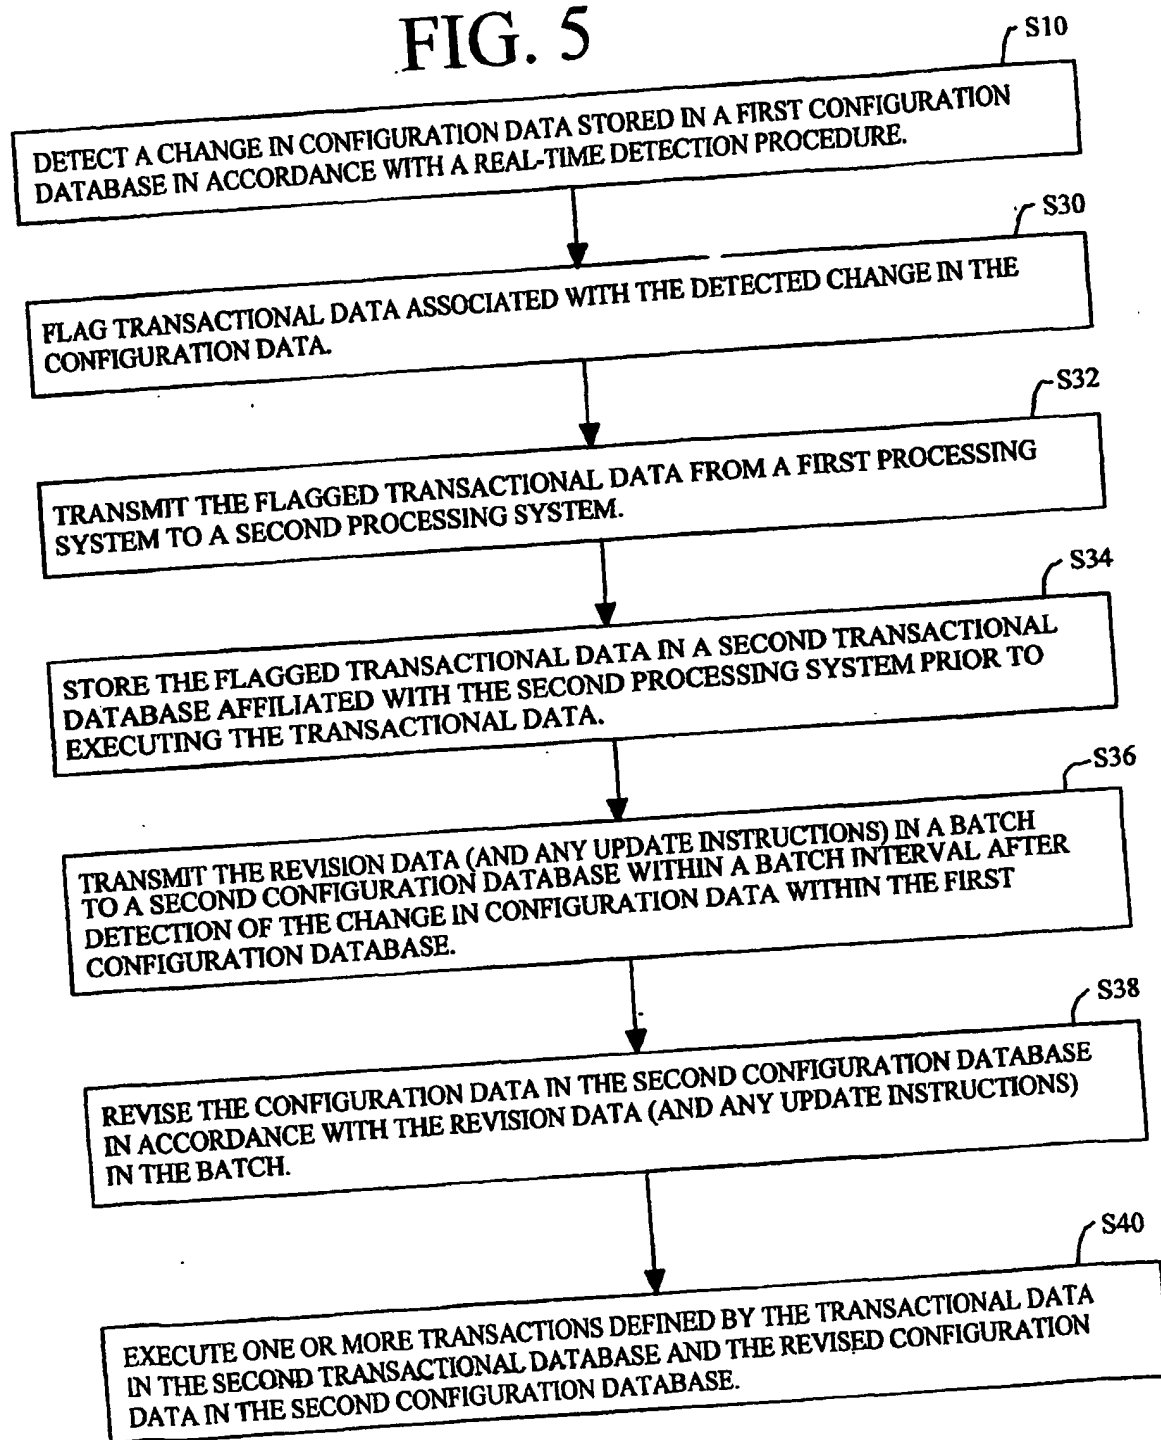 FIG. 5
S10
DETECT A CHANGE IN CONFIGURATION DATA STORED IN A FIRST CONFIGURATION
DATABASE IN ACCORDANCE WITH A REAL-TIME DETECTION PROCEDURE.
S30
FLAG TRANSACTIONAL DATA ASSOCIATED WITH THE DETECTED CHANGE IN THE
CONFIGURATION DATA.
S32
TRANSMIT THE FLAGGED TRANSACTIONAL DATA FROM A FIRST PROCESSING
SYSTEM TO A SECOND PROCESSING SYSTEM.
S34
STORE THE FLAGGED TRANSACTIONAL DATA IN A SECOND TRANSACTIONAL
DATABASE AFFILIATED WITH THE SECOND PROCESSING SYSTEM PRIOR TO
EXECUTING THE TRANSACTIONAL DATA.
S36
TRANSMIT THE REVISION DATA (AND ANY UPDATE INSTRUCTIONS) IN A BATCH
TO A SECOND CONFIGURATION DATABASE WITHIN A BATCH INTERVAL AFTER
DETECTION OF THE CHANGE IN CONFIGURATION DATA WITHIN THE FIRST
CONFIGURATION DATABASE.
S38
REVISE THE CONFIGURATION DATA IN THE SECOND CONFIGURATION DATABASE
IN ACCORDANCE WITH THE REVISION DATA (AND ANY UPDATE INSTRUCTIONS)
IN THE BATCH.
S40
EXECUTE ONE OR MORE TRANSACTIONS DEFINED BY THE TRANSACTIONAL DATA
IN THE SECOND TRANSACTIONAL DATABASE AND THE REVISED CONFIGURATION
DATA IN THE SECOND CONFIGURATION DATABASE.